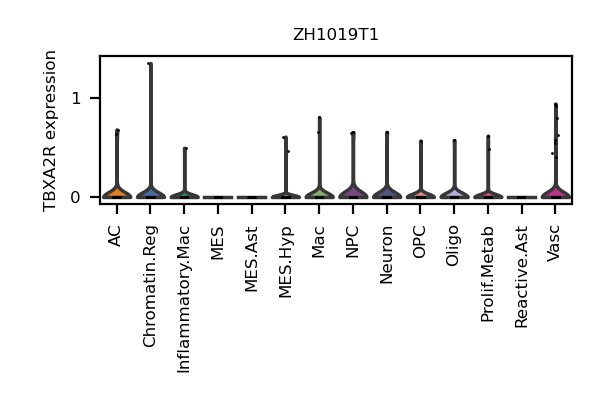 ZH1019T1
TBXA2R expression
1
0
AC
Chromatin.Reg
Inflammatory.Mac
MES
MES.Ast
MES.Hyp
Mac
NPC
Neuron
OPC
Oligo
Prolif.Metab
Reactive.Ast
Vasc